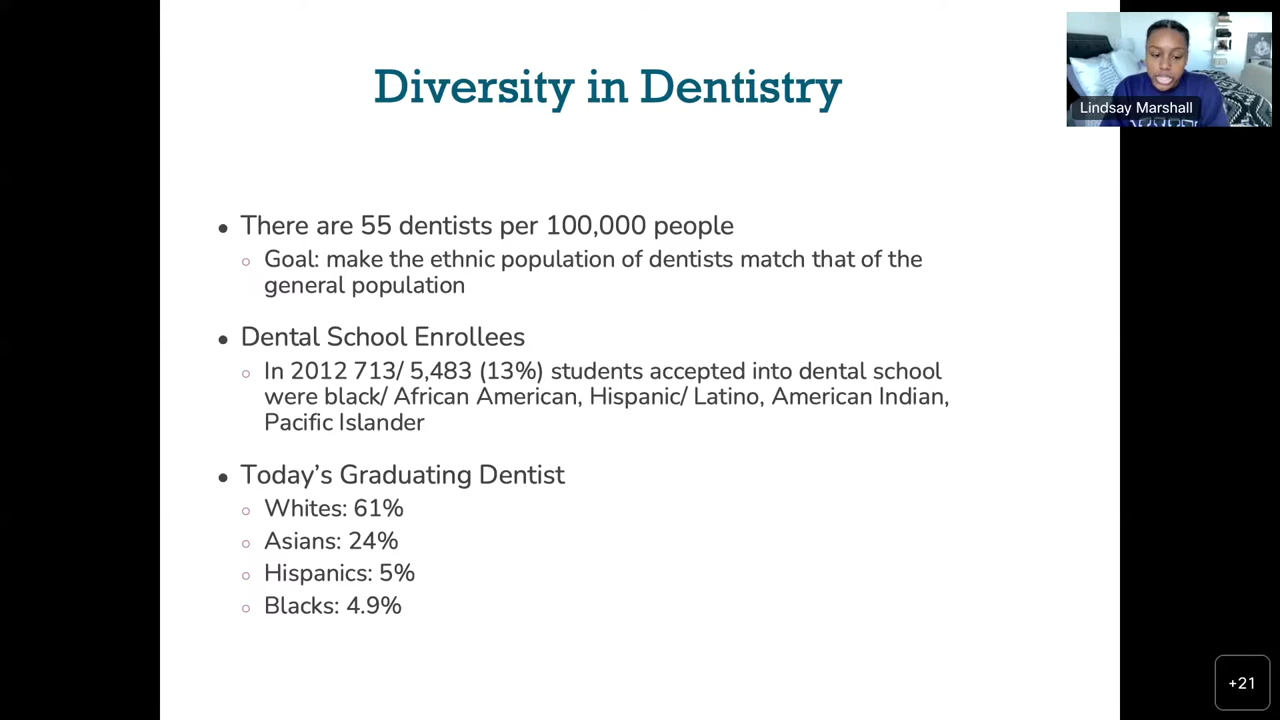 Diversity in Dentistry
Lindsay Marshall
• There are 55 dentists per 100,000 people
○ Goal: make the ethnic population of dentists match that of the
general population
• Dental School Enrollees
○ In 2012 713/ 5,483 (13%) students accepted into dental school
were black/ African American, Hispanic/ Latino, American Indian,
Pacific Islander
• Today’s Graduating Dentist
○ Whites: 61%
○ Asians: 24%
○ Hispanics: 5%
○ Blacks: 4.9%
+21